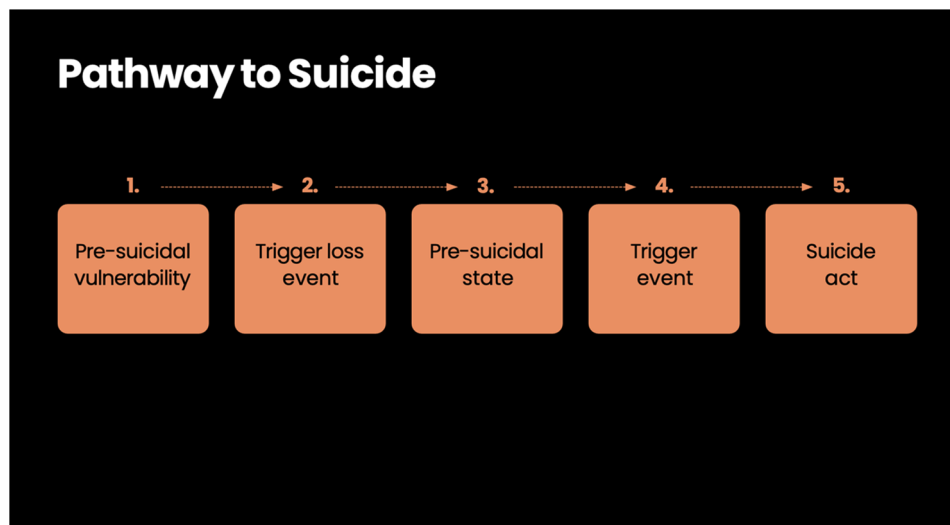 Pathway to Suicide
1.
2.
3.
4.
5.
Pre-suicidal
vulnerability
Trigger loss
event
Pre-suicidal
state
Trigger
event
Suicide
act